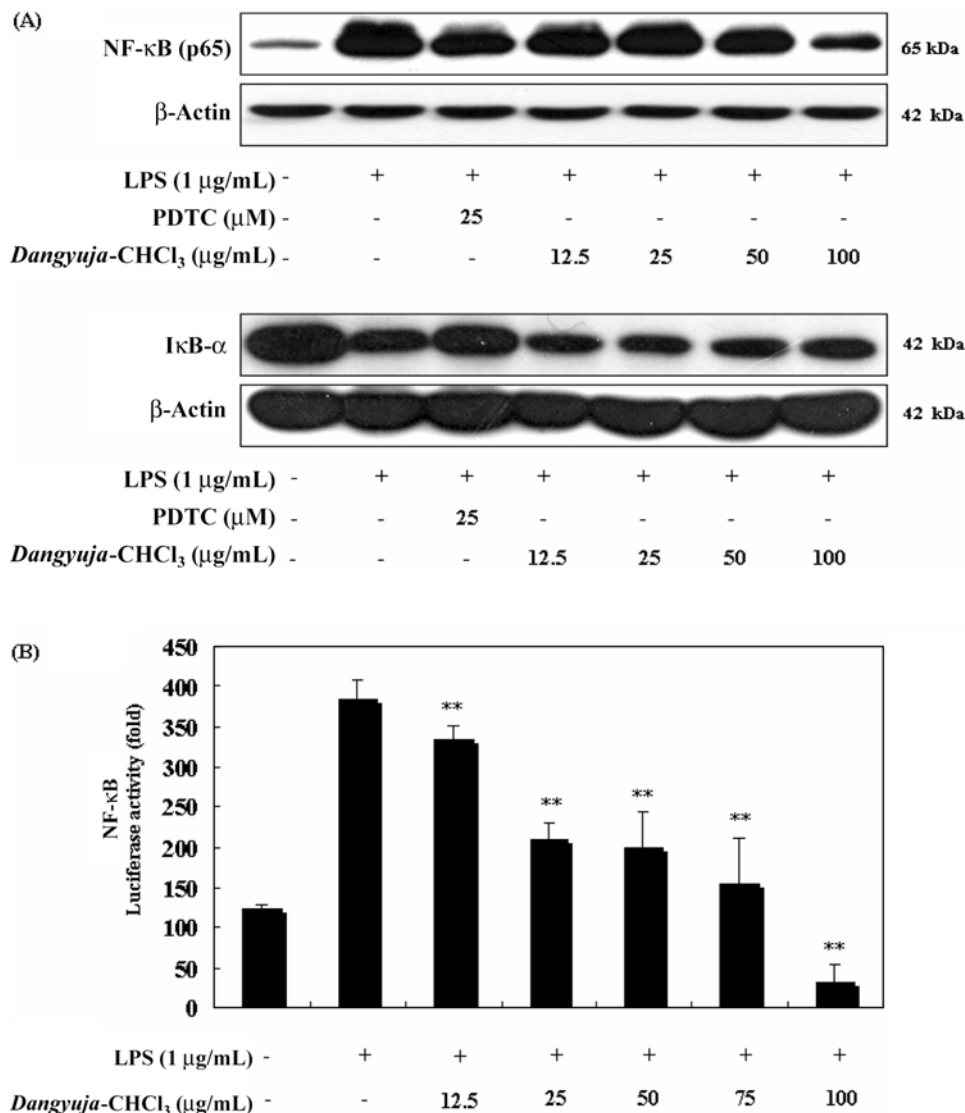 (A)
NF-κB (p65) 65 kDa
β-Actin 42 kDa
LPS (1 μg/mL) - + + + + + +
PDTC (μM) - - 25 - - - -
Dangyuja-CHCl₃ (μg/mL) - - - 12.5 25 50 100
IκB-α 42 kDa
β-Actin 42 kDa
LPS (1 μg/mL) - + + + + + +
PDTC (μM) - - 25 - - - -
Dangyuja-CHCl₃ (μg/mL) - - - 12.5 25 50 100
(B)
NF-κB
Luciferase activity (fold)
450
400
350
300
250
200
150
100
50
0
** ** ** ** **
LPS (1 μg/mL) - + + + + + +
Dangyuja-CHCl₃ (μg/mL) - - 12.5 25 50 75 100